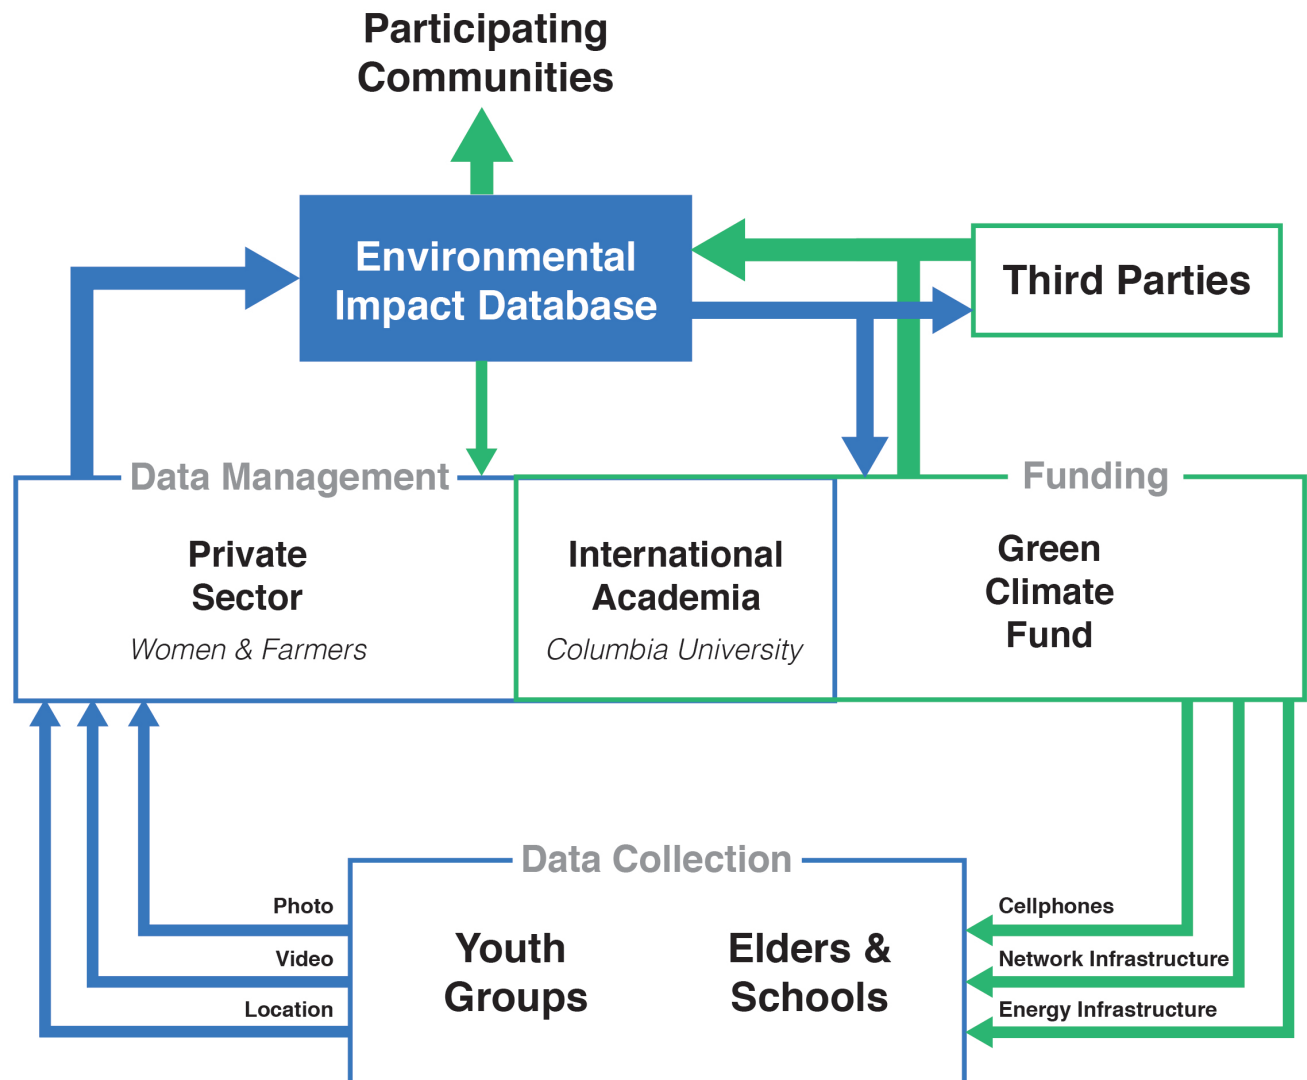 Participating
Communities
Environmental
Impact Database
Third Parties
Data Management
Funding
Private
Sector
Women & Farmers
International
Academia
Columbia University
Green
Climate
Fund
Data Collection
Photo
Video
Location
Youth
Groups
Elders &
Schools
Cellphones
Network Infrastructure
Energy Infrastructure